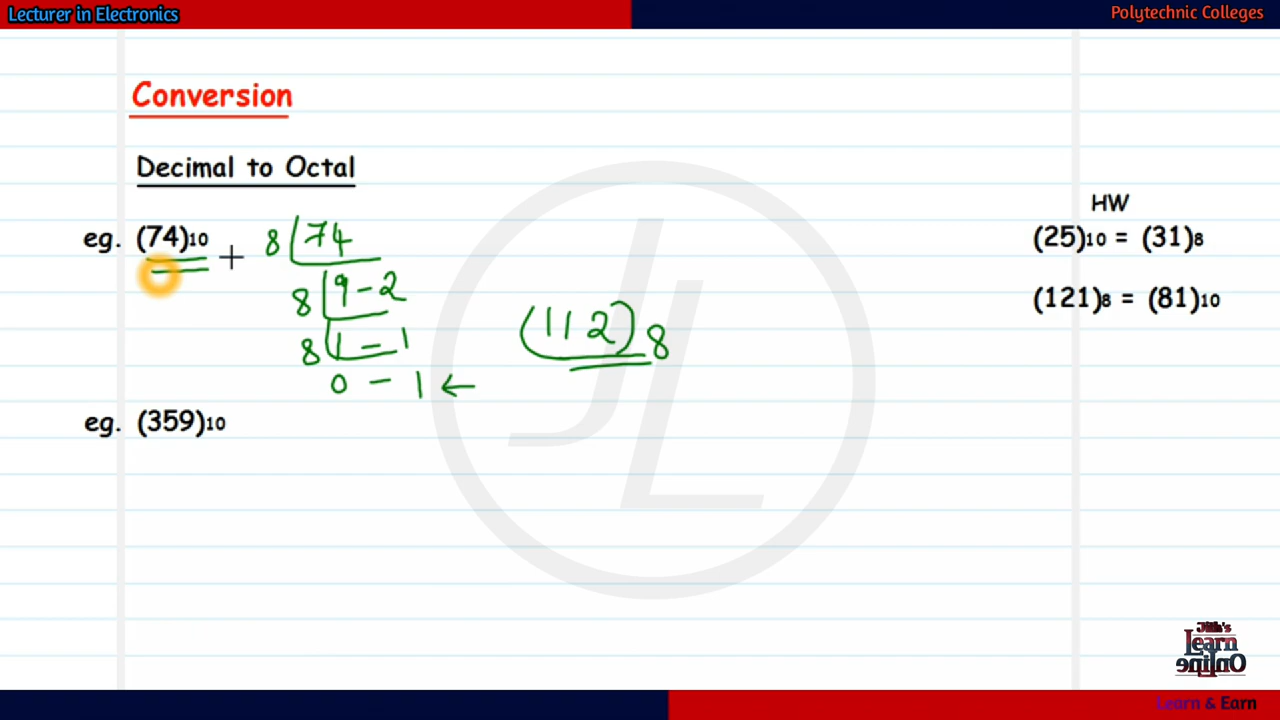 Lecturer in Electronics
Polytechnic Colleges
Conversion
Decimal to Octal
eg. (74)10
8 74
8 9 - 2
8 1 - 1
0 - 1 ←
(112)8
HW
(25)10 = (31)8
(121)8 = (81)10
eg. (359)10
JL
Jith's
Learn
Online
Learn & Earn